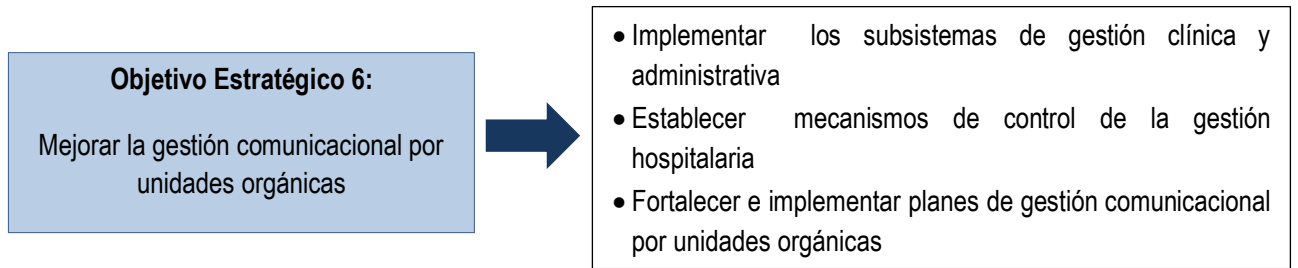 Objetivo Estratégico 6:
Mejorar la gestión comunicacional por
unidades orgánicas
• Implementar los subsistemas de gestión clínica y
administrativa
• Establecer mecanismos de control de la gestión
hospitalaria
• Fortalecer e implementar planes de gestión comunicacional
por unidades orgánicas